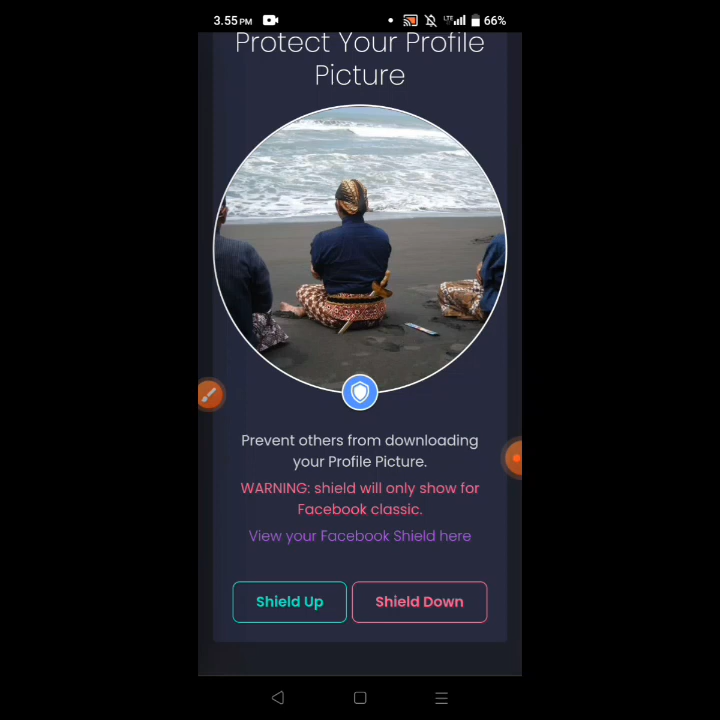 3.55 PM LTE 66%
Protect Your Profile
Picture
Prevent others from downloading
your Profile Picture.
WARNING: shield will only show for
Facebook classic.
View your Facebook Shield here
Shield Up Shield Down